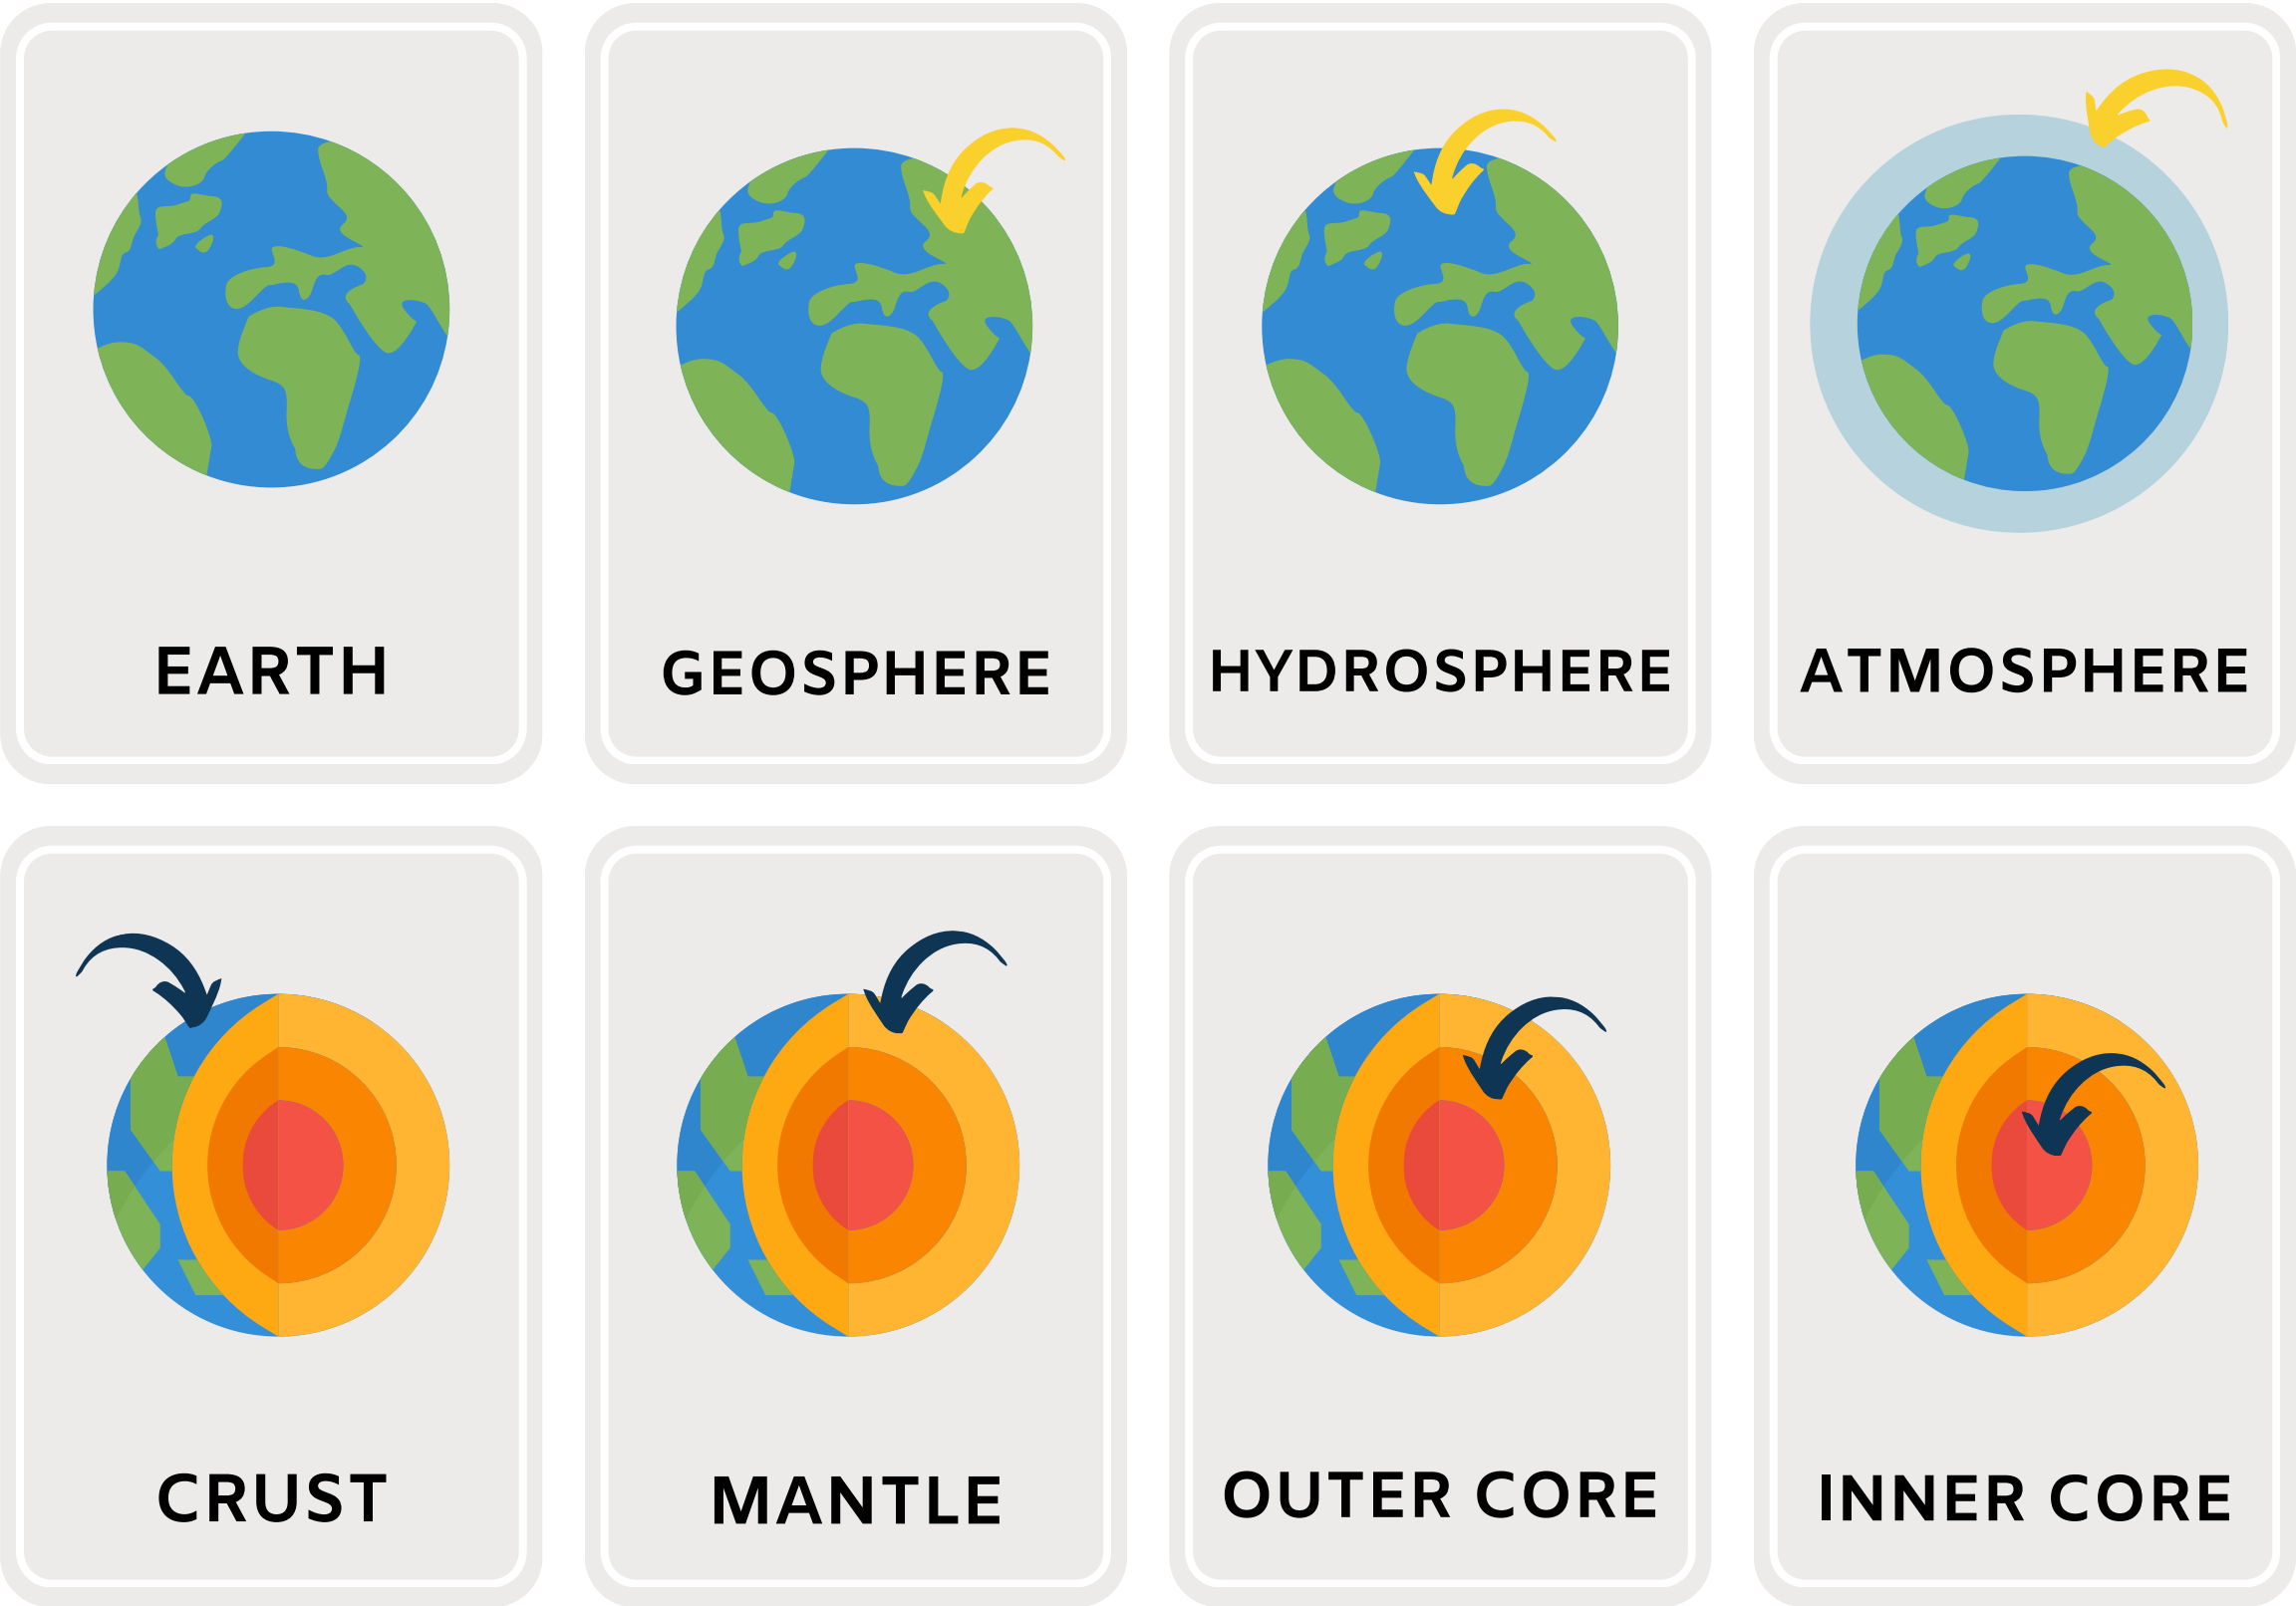 EARTH
GEOSPHERE
HYDROSPHERE
ATMOSPHERE
CRUST
MANTLE
OUTER CORE
INNER CORE